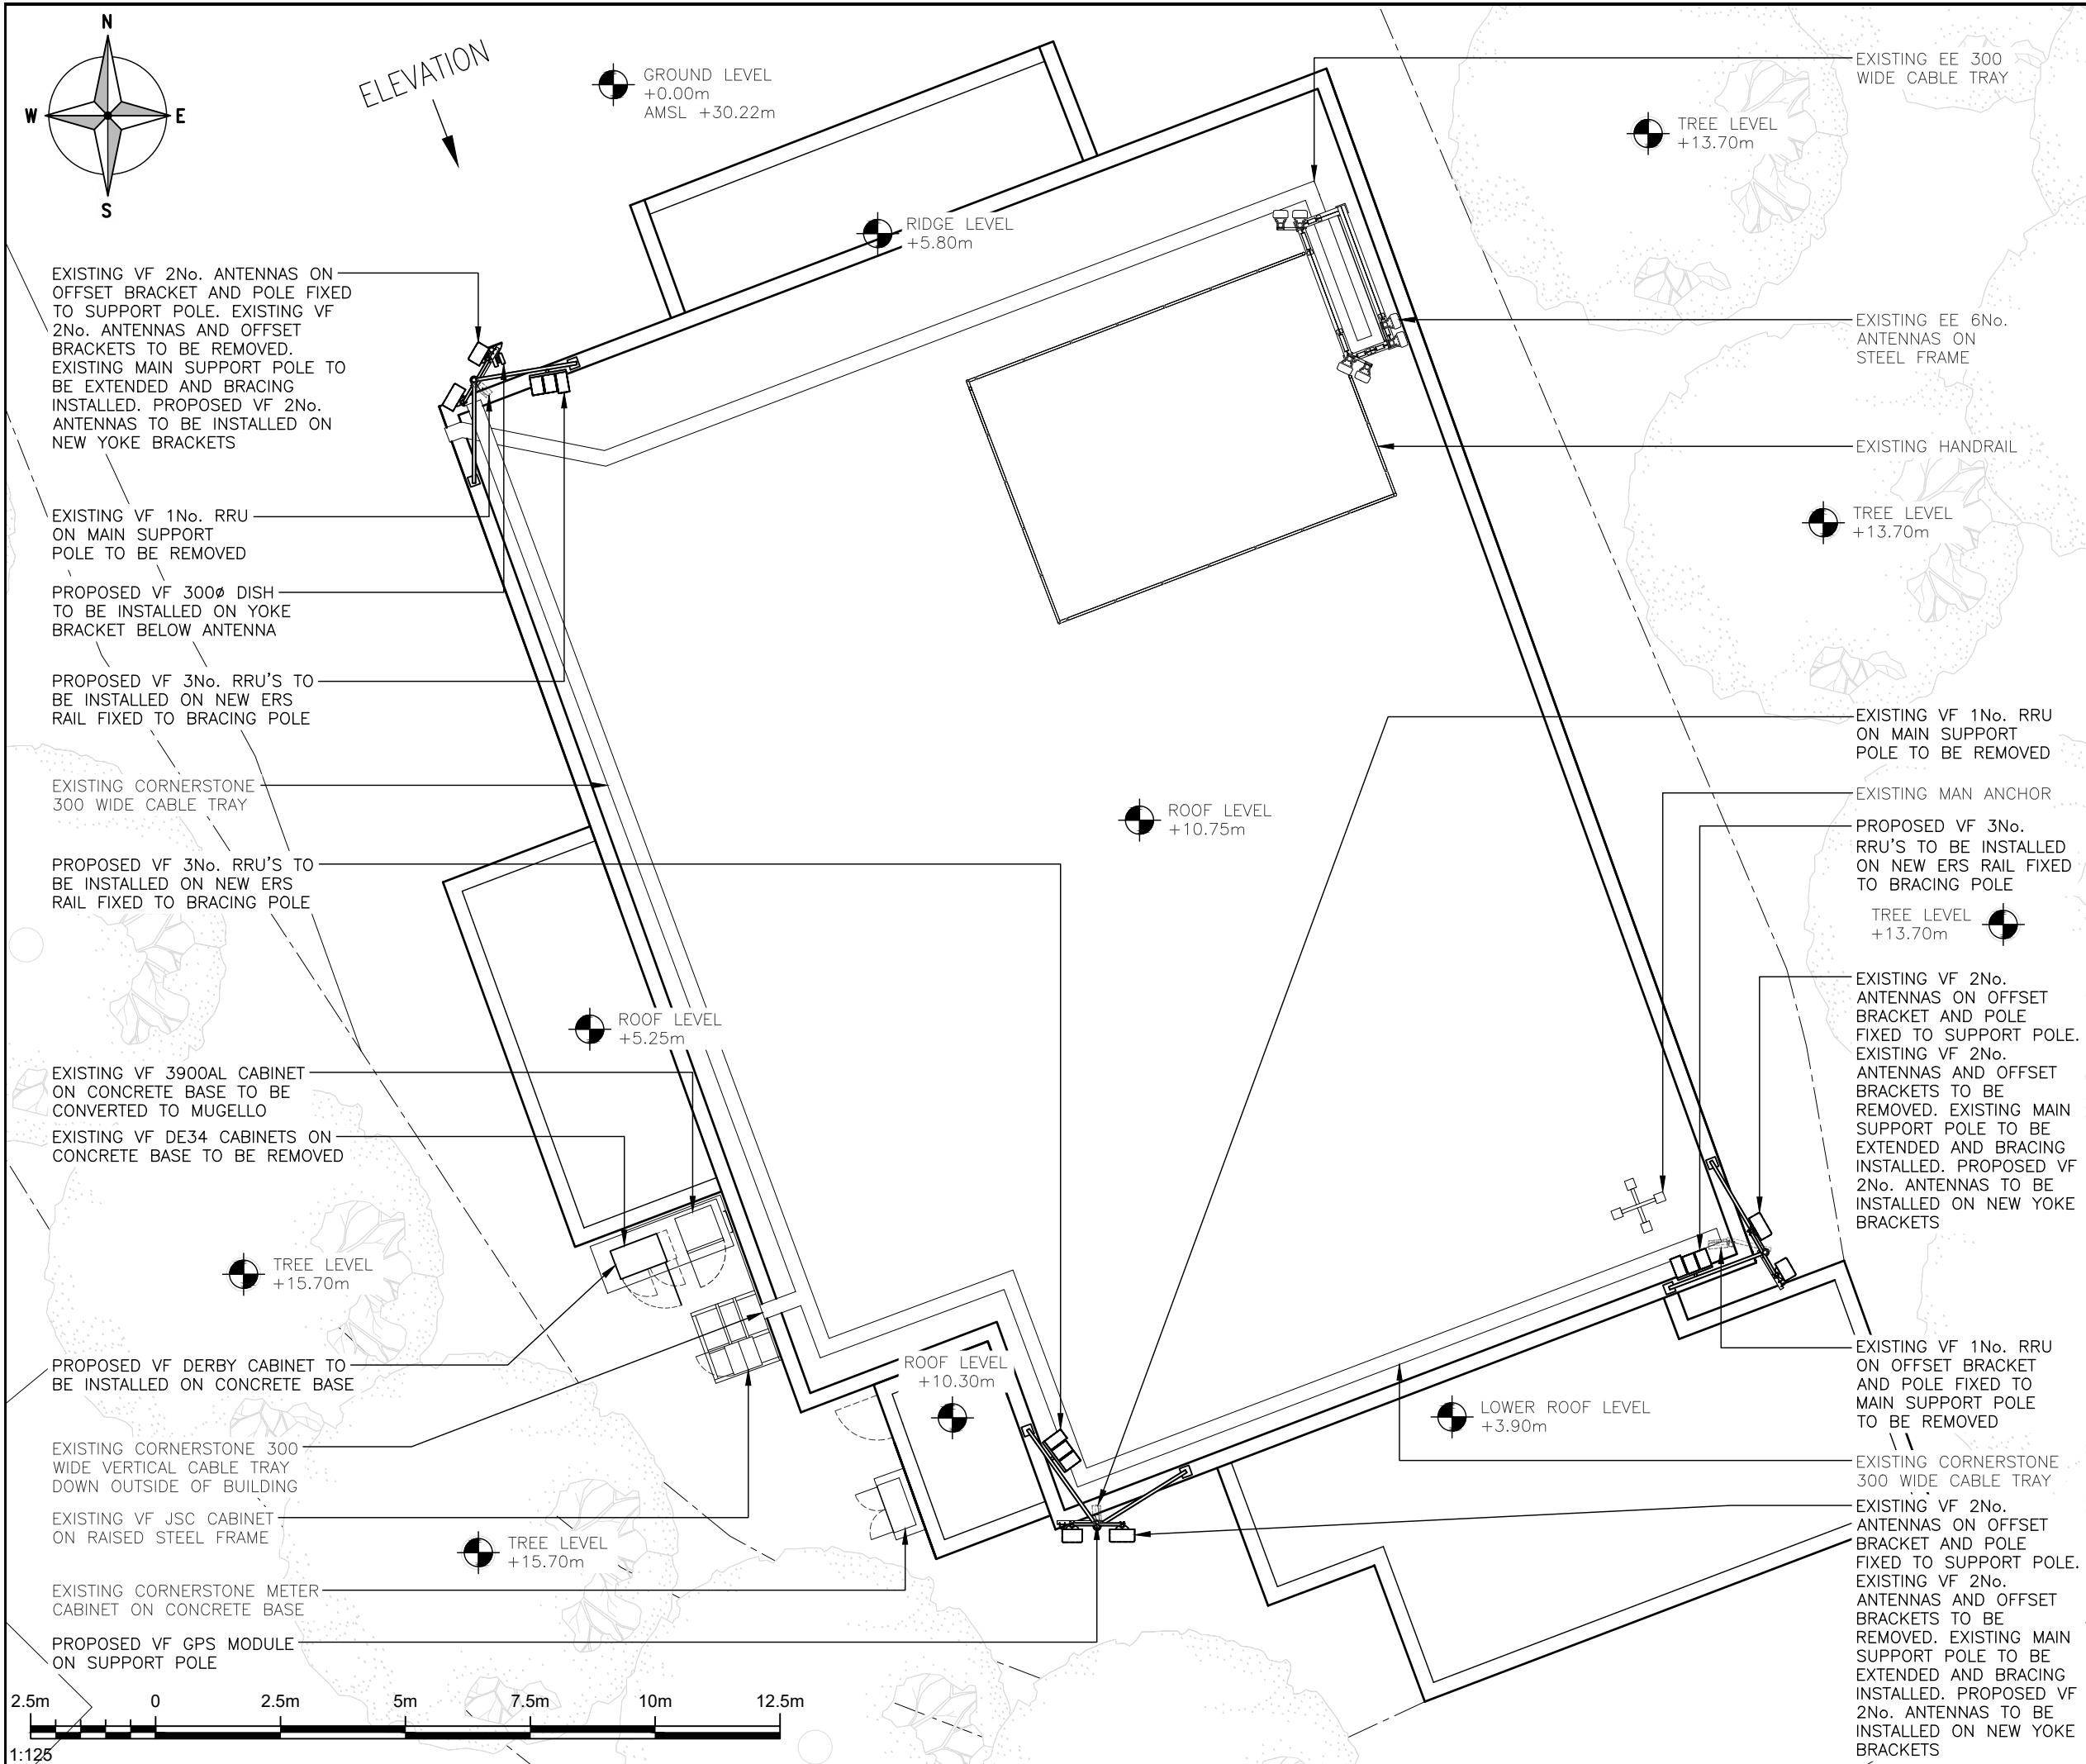 N
W
E
S
ELEVATION
GROUND LEVEL
+0.00m
AMSL +30.22m
RIDGE LEVEL
+5.80m
EXISTING EE 300
WIDE CABLE TRAY
TREE LEVEL
+13.70m
EXISTING EE 6No.
ANTENNAS ON
STEEL FRAME
EXISTING HANDRAIL
TREE LEVEL
+13.70m
EXISTING VF 2No. ANTENNAS ON
OFFSET BRACKET AND POLE FIXED
TO SUPPORT POLE. EXISTING VF
2No. ANTENNAS AND OFFSET
BRACKETS TO BE REMOVED.
EXISTING MAIN SUPPORT POLE TO
BE EXTENDED AND BRACING
INSTALLED. PROPOSED VF 2No.
ANTENNAS TO BE INSTALLED ON
NEW YOKE BRACKETS
EXISTING VF 1No. RRU
ON MAIN SUPPORT
POLE TO BE REMOVED
PROPOSED VF 300ø DISH
TO BE INSTALLED ON YOKE
BRACKET BELOW ANTENNA
PROPOSED VF 3No. RRU'S TO
BE INSTALLED ON NEW ERS
RAIL FIXED TO BRACING POLE
EXISTING CORNERSTONE
300 WIDE CABLE TRAY
PROPOSED VF 3No. RRU'S TO
BE INSTALLED ON NEW ERS
RAIL FIXED TO BRACING POLE
ROOF LEVEL
+10.75m
ROOF LEVEL
+5.25m
EXISTING VF 3900AL CABINET
ON CONCRETE BASE TO BE
CONVERTED TO MUGELLO
EXISTING VF DE34 CABINETS ON
CONCRETE BASE TO BE REMOVED
TREE LEVEL
+15.70m
PROPOSED VF DERBY CABINET TO
BE INSTALLED ON CONCRETE BASE
EXISTING CORNERSTONE 300
WIDE VERTICAL CABLE TRAY
DOWN OUTSIDE OF BUILDING
EXISTING VF JSC CABINET
ON RAISED STEEL FRAME
TREE LEVEL
+15.70m
EXISTING CORNERSTONE METER
CABINET ON CONCRETE BASE
PROPOSED VF GPS MODULE
ON SUPPORT POLE
ROOF LEVEL
+10.30m
LOWER ROOF LEVEL
+3.90m
EXISTING VF 1No. RRU
ON MAIN SUPPORT
POLE TO BE REMOVED
EXISTING MAN ANCHOR
PROPOSED VF 3No.
RRU'S TO BE INSTALLED
ON NEW ERS RAIL FIXED
TO BRACING POLE
TREE LEVEL
+13.70m
EXISTING VF 2No.
ANTENNAS ON OFFSET
BRACKET AND POLE
FIXED TO SUPPORT POLE.
EXISTING VF 2No.
ANTENNAS AND OFFSET
BRACKETS TO BE
REMOVED. EXISTING MAIN
SUPPORT POLE TO BE
EXTENDED AND BRACING
INSTALLED. PROPOSED VF
2No. ANTENNAS TO BE
INSTALLED ON NEW YOKE
BRACKETS
EXISTING VF 1No. RRU
ON OFFSET BRACKET
AND POLE FIXED TO
MAIN SUPPORT POLE
TO BE REMOVED
EXISTING CORNERSTONE
300 WIDE CABLE TRAY
EXISTING VF 2No.
ANTENNAS ON OFFSET
BRACKET AND POLE
FIXED TO SUPPORT POLE.
EXISTING VF 2No.
ANTENNAS AND OFFSET
BRACKETS TO BE
REMOVED. EXISTING MAIN
SUPPORT POLE TO BE
EXTENDED AND BRACING
INSTALLED. PROPOSED VF
2No. ANTENNAS TO BE
INSTALLED ON NEW YOKE
BRACKETS
2.5m 0 2.5m 5m 7.5m 10m 12.5m
1:125